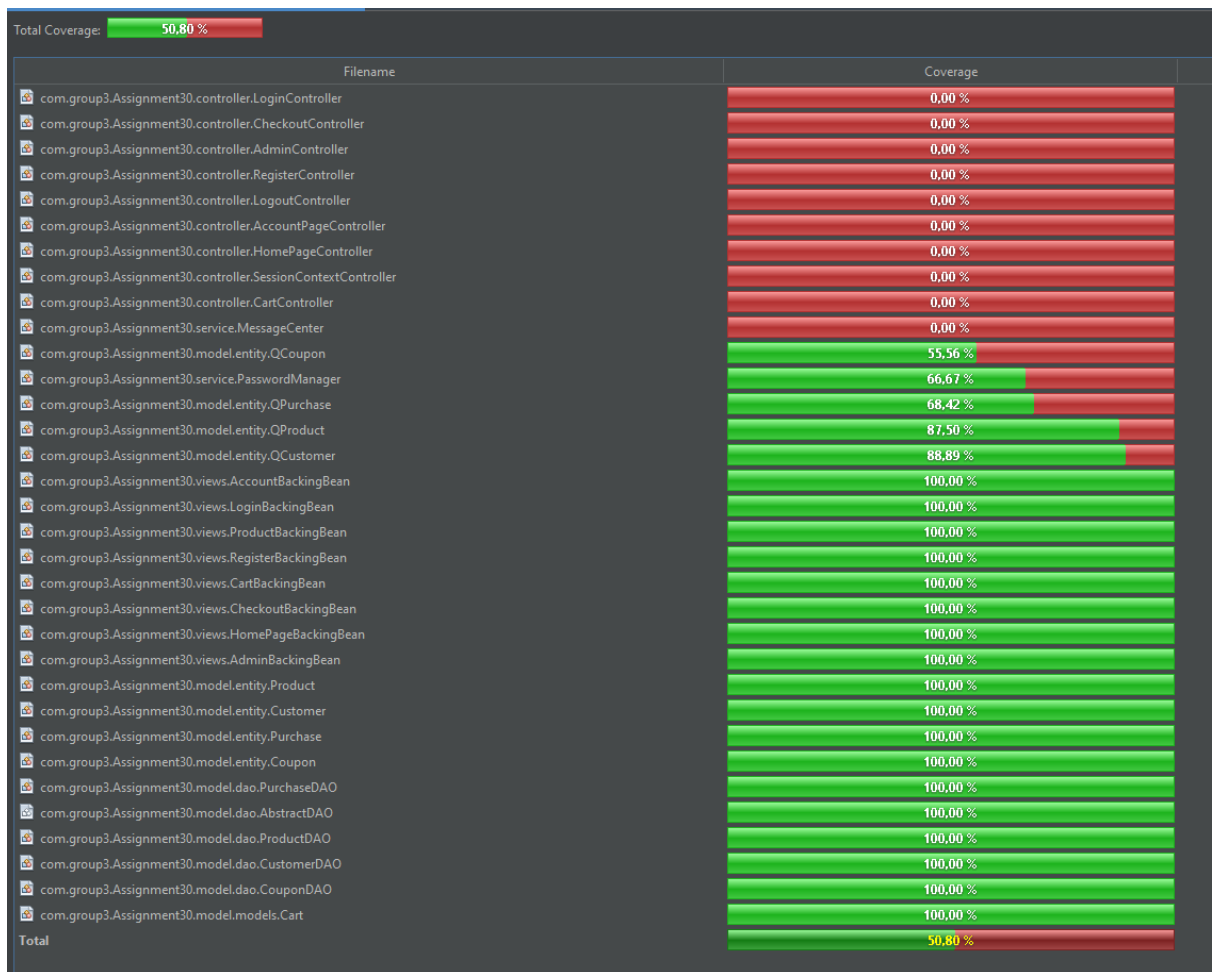 Total Coverage: 50,80 %
Filename Coverage
com.group3.Assignment30.controller.LoginController 0,00 %
com.group3.Assignment30.controller.CheckoutController 0,00 %
com.group3.Assignment30.controller.AdminController 0,00 %
com.group3.Assignment30.controller.RegisterController 0,00 %
com.group3.Assignment30.controller.LogoutController 0,00 %
com.group3.Assignment30.controller.AccountPageController 0,00 %
com.group3.Assignment30.controller.HomePageController 0,00 %
com.group3.Assignment30.controller.SessionContextController 0,00 %
com.group3.Assignment30.controller.CartController 0,00 %
com.group3.Assignment30.service.MessageCenter 0,00 %
com.group3.Assignment30.model.entity.QCoupon 55,56 %
com.group3.Assignment30.service.PasswordManager 66,67 %
com.group3.Assignment30.model.entity.QPurchase 68,42 %
com.group3.Assignment30.model.entity.QProduct 87,50 %
com.group3.Assignment30.model.entity.QCustomer 88,89 %
com.group3.Assignment30.views.AccountBackingBean 100,00 %
com.group3.Assignment30.views.LoginBackingBean 100,00 %
com.group3.Assignment30.views.ProductBackingBean 100,00 %
com.group3.Assignment30.views.RegisterBackingBean 100,00 %
com.group3.Assignment30.views.CartBackingBean 100,00 %
com.group3.Assignment30.views.CheckoutBackingBean 100,00 %
com.group3.Assignment30.views.HomePageBackingBean 100,00 %
com.group3.Assignment30.views.AdminBackingBean 100,00 %
com.group3.Assignment30.model.entity.Product 100,00 %
com.group3.Assignment30.model.entity.Customer 100,00 %
com.group3.Assignment30.model.entity.Purchase 100,00 %
com.group3.Assignment30.model.entity.Coupon 100,00 %
com.group3.Assignment30.model.dao.PurchaseDAO 100,00 %
com.group3.Assignment30.model.dao.AbstractDAO 100,00 %
com.group3.Assignment30.model.dao.ProductDAO 100,00 %
com.group3.Assignment30.model.dao.CustomerDAO 100,00 %
com.group3.Assignment30.model.dao.CouponDAO 100,00 %
com.group3.Assignment30.model.models.Cart 100,00 %
Total 50,80 %